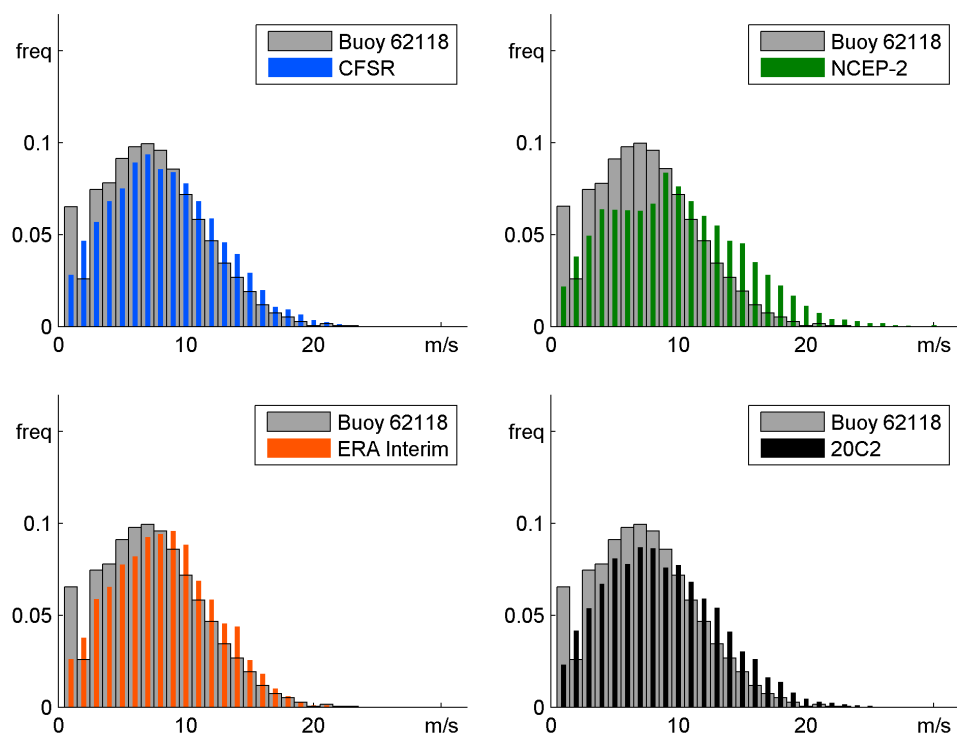 freq
Buoy 62118
CFSR
0.1
0.05
0
0 10 20 m/s
freq
Buoy 62118
NCEP-2
0.1
0.05
0
0 10 20 m/s
freq
Buoy 62118
ERA Interim
0.1
0.05
0
0 10 20 m/s
freq
Buoy 62118
20C2
0.1
0.05
0
0 10 20 m/s